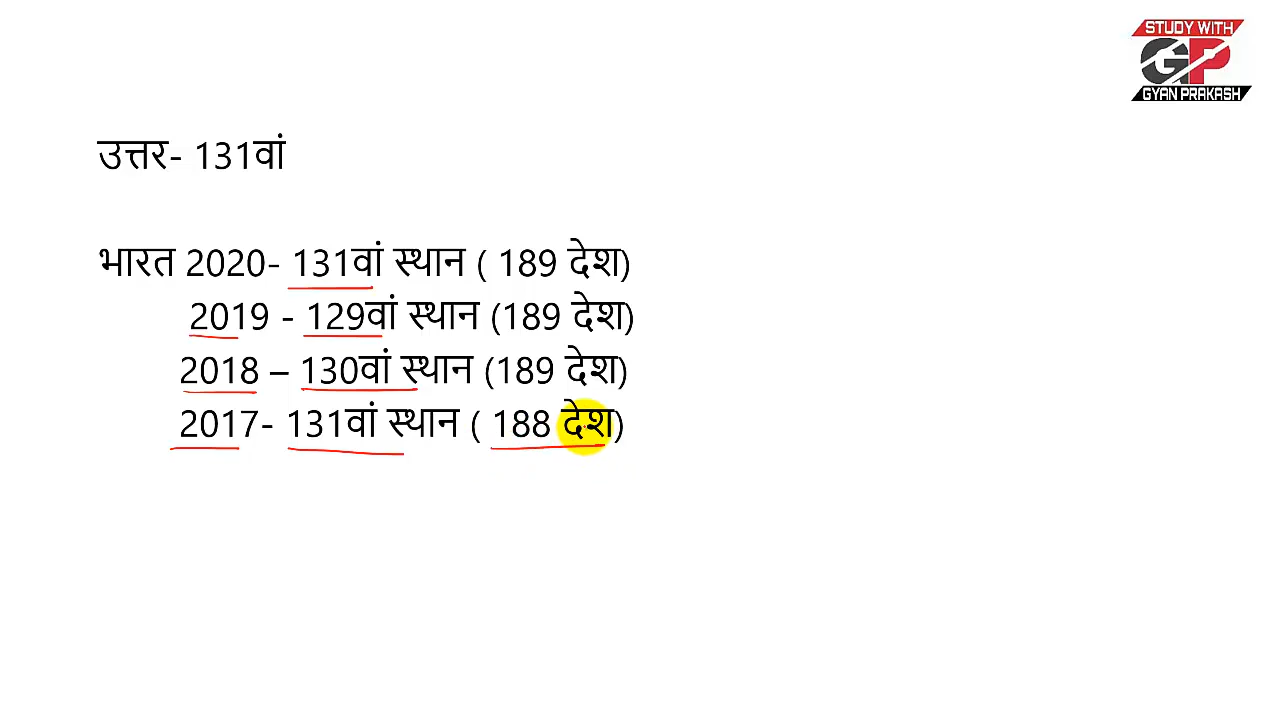 STUDY WITH
GP
GYAN PRAKASH
उत्तर- 131वां
भारत 2020- 131वां स्थान ( 189 देश)
2019 - 129वां स्थान (189 देश)
2018 – 130वां स्थान (189 देश)
2017- 131वां स्थान ( 188 देश)